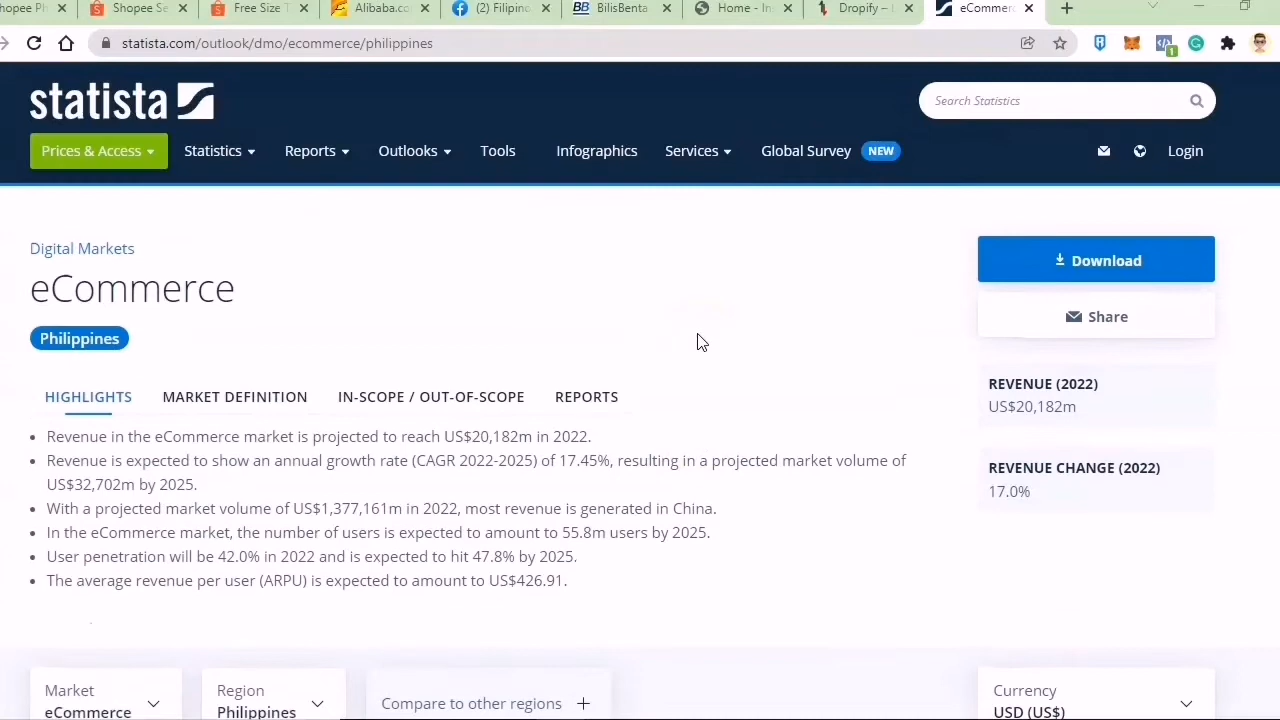 opee Ph
Shopee Se
Free Size T
Alibaba.co
(2) Filipino
BB BilisBenta
Home - In
Dropify – L
eCommerc
statista.com/outlook/dmo/ecommerce/philippines
1
statista
Search Statistics
Prices & Access
Statistics
Reports
Outlooks
Tools
Infographics
Services
Global Survey
NEW
Login
Digital Markets
eCommerce
Philippines
Download
Share
REVENUE (2022)
US$20,182m
REVENUE CHANGE (2022)
17.0%
HIGHLIGHTS
MARKET DEFINITION
IN-SCOPE / OUT-OF-SCOPE
REPORTS
Revenue in the eCommerce market is projected to reach US$20,182m in 2022.
Revenue is expected to show an annual growth rate (CAGR 2022-2025) of 17.45%, resulting in a projected market volume of
US$32,702m by 2025.
With a projected market volume of US$1,377,161m in 2022, most revenue is generated in China.
In the eCommerce market, the number of users is expected to amount to 55.8m users by 2025.
User penetration will be 42.0% in 2022 and is expected to hit 47.8% by 2025.
The average revenue per user (ARPU) is expected to amount to US$426.91.
Market
eCommerce
Region
Philippines
Compare to other regions +
Currency
USD (US$)